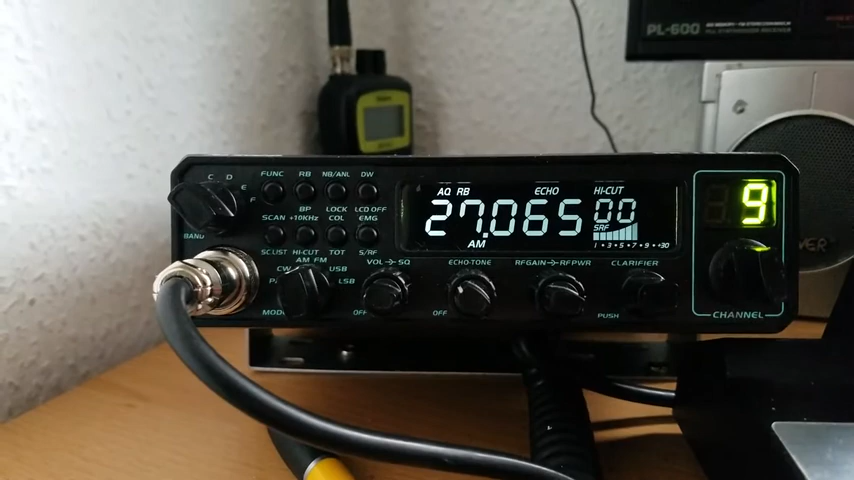 PL-600
C D
E
F
BAND
FUNC RB NB/ANL DW
SCAN BP +10KHz LOCK COL LCD OFF EMG
SC.LIST HI-CUT TOT S/RF
AQ RB ECHO HI-CUT
27.065 00
SRF
AM
1•3•5•7•9•+30
9
CW AM FM USB
LSB
MODE
VOL SQ
OFF
ECHO-TONE
OFF
RFGAIN RFPWR
CLARIFIER
PUSH
CHANNEL